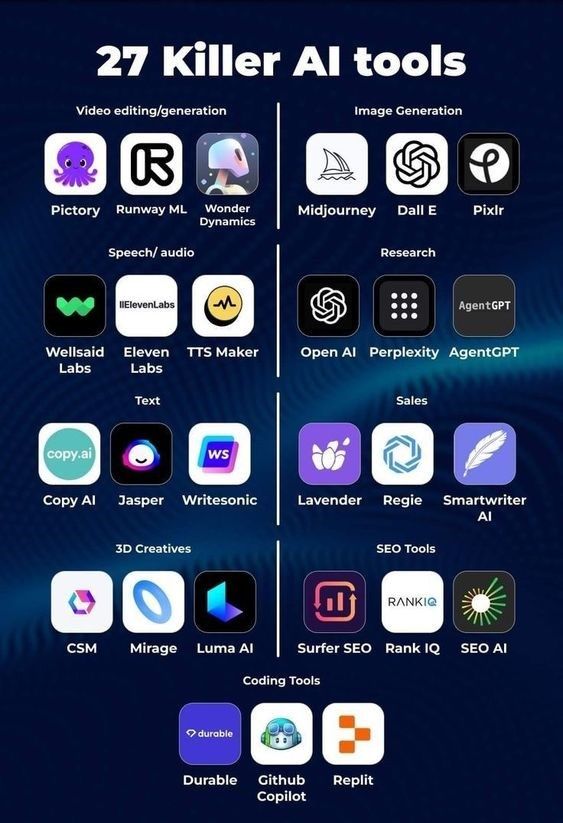 27 Killer AI tools
Video editing/generation
Pictory
Runway ML
Wonder
Dynamics
Image Generation
Midjourney
Dall E
Pixlr
Speech/ audio
IIElevenLabs
Wellsaid
Labs
Eleven
Labs
TTS Maker
Research
AgentGPT
Open AI
Perplexity
AgentGPT
Text
copy.ai
WS
Copy AI
Jasper
Writesonic
Sales
Lavender
Regie
Smartwriter
AI
3D Creatives
CSM
Mirage
Luma AI
SEO Tools
RANKIQ
Surfer SEO
Rank IQ
SEO AI
Coding Tools
durable
Durable
Github
Copilot
Replit